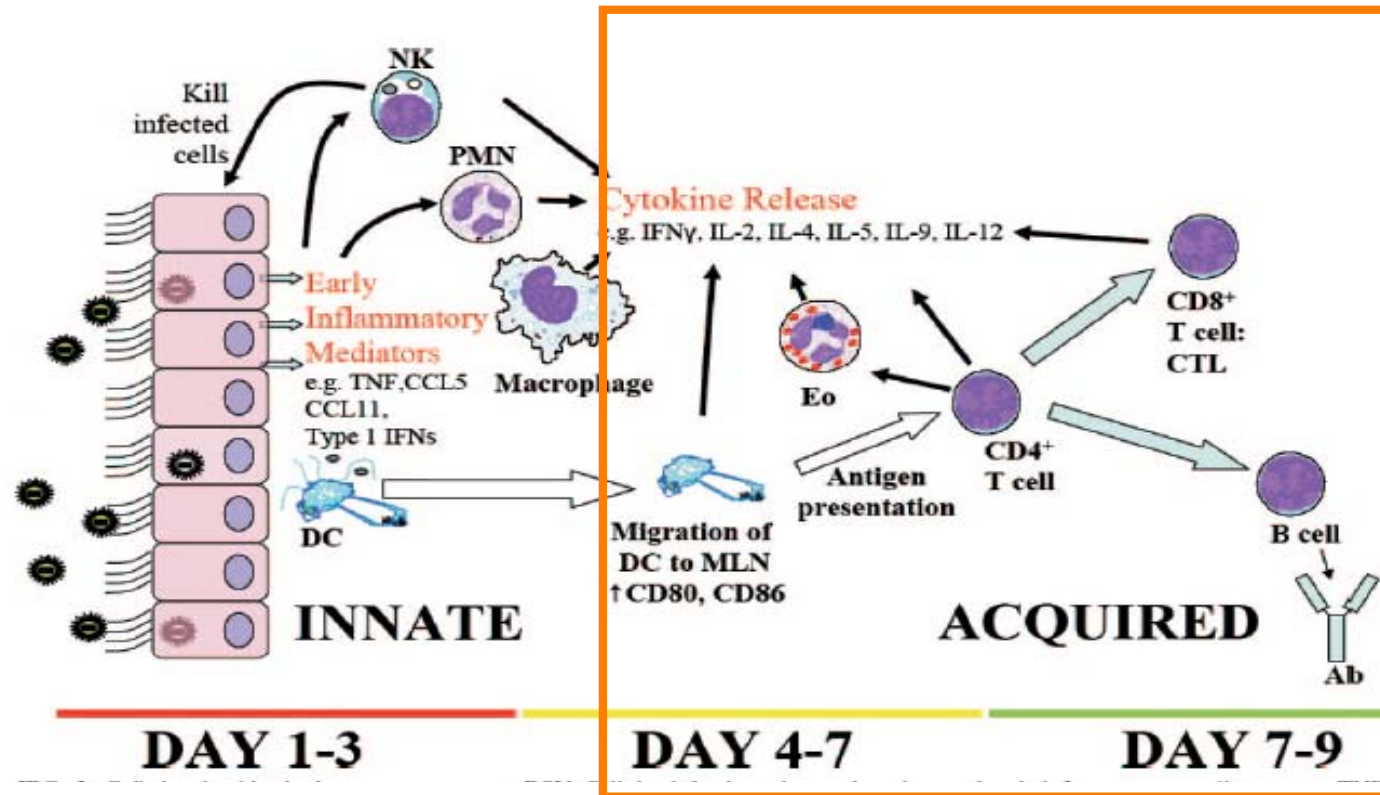 NK
Kill
infected
cells
PMN
Cytokine Release
e.g. IFNγ, IL-2, IL-4, IL-5, IL-9, IL-12
Early
Inflammatory
Mediators
e.g. TNF,CCL5
CCL11,
Type 1 IFNs
Macrophage
Eo
CD8⁺
T cell:
CTL
CD4⁺
T cell
Antigen
presentation
DC
Migration of
DC to MLN
↑CD80, CD86
B cell
Ab
INNATE
ACQUIRED
DAY 1-3
DAY 4-7
DAY 7-9